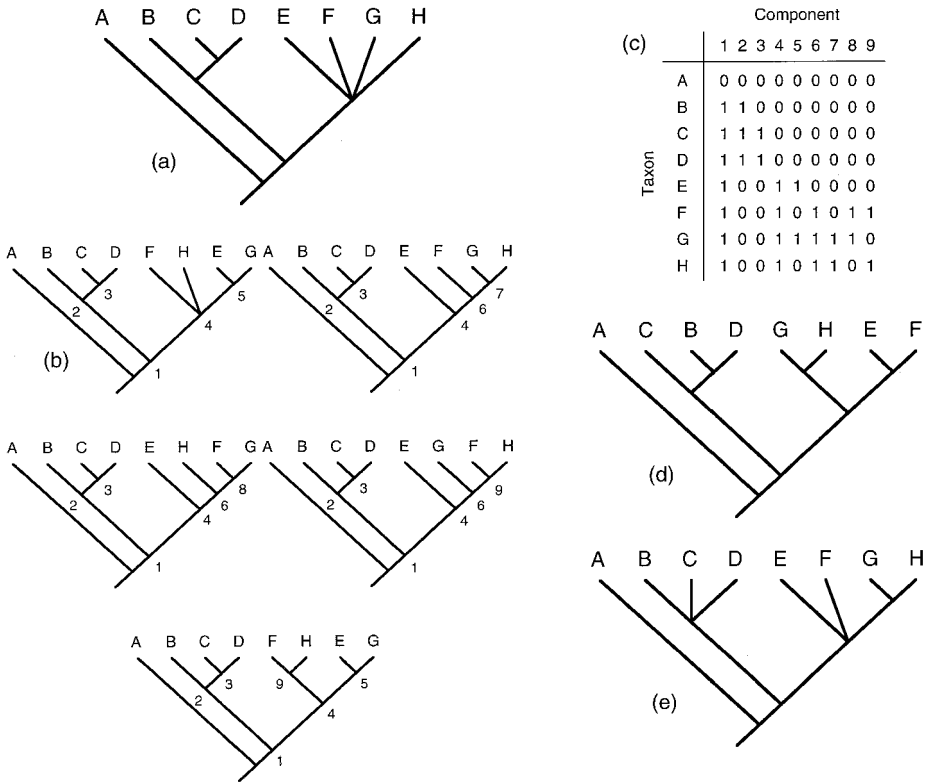 A B C D E F G H
(a)
A B C D F H E G
3
2
5
4
1
(b)
A B C D E F G H
3
2
7
6
4
1
A B C D E H F G
3
2
8
6
4
1
A B C D E G F H
3
2
9
6
4
1
A B C D F H E G
3
2
9
5
4
1
(c)
Component
1 2 3 4 5 6 7 8 9
Taxon
A 0 0 0 0 0 0 0 0 0
B 1 1 0 0 0 0 0 0 0
C 1 1 1 0 0 0 0 0 0
D 1 1 1 0 0 0 0 0 0
E 1 0 0 1 1 0 0 0 0
F 1 0 0 1 0 1 0 1 1
G 1 0 0 1 1 1 1 1 0
H 1 0 0 1 0 1 1 0 1
A C B D G H E F
(d)
A B C D E F G H
(e)